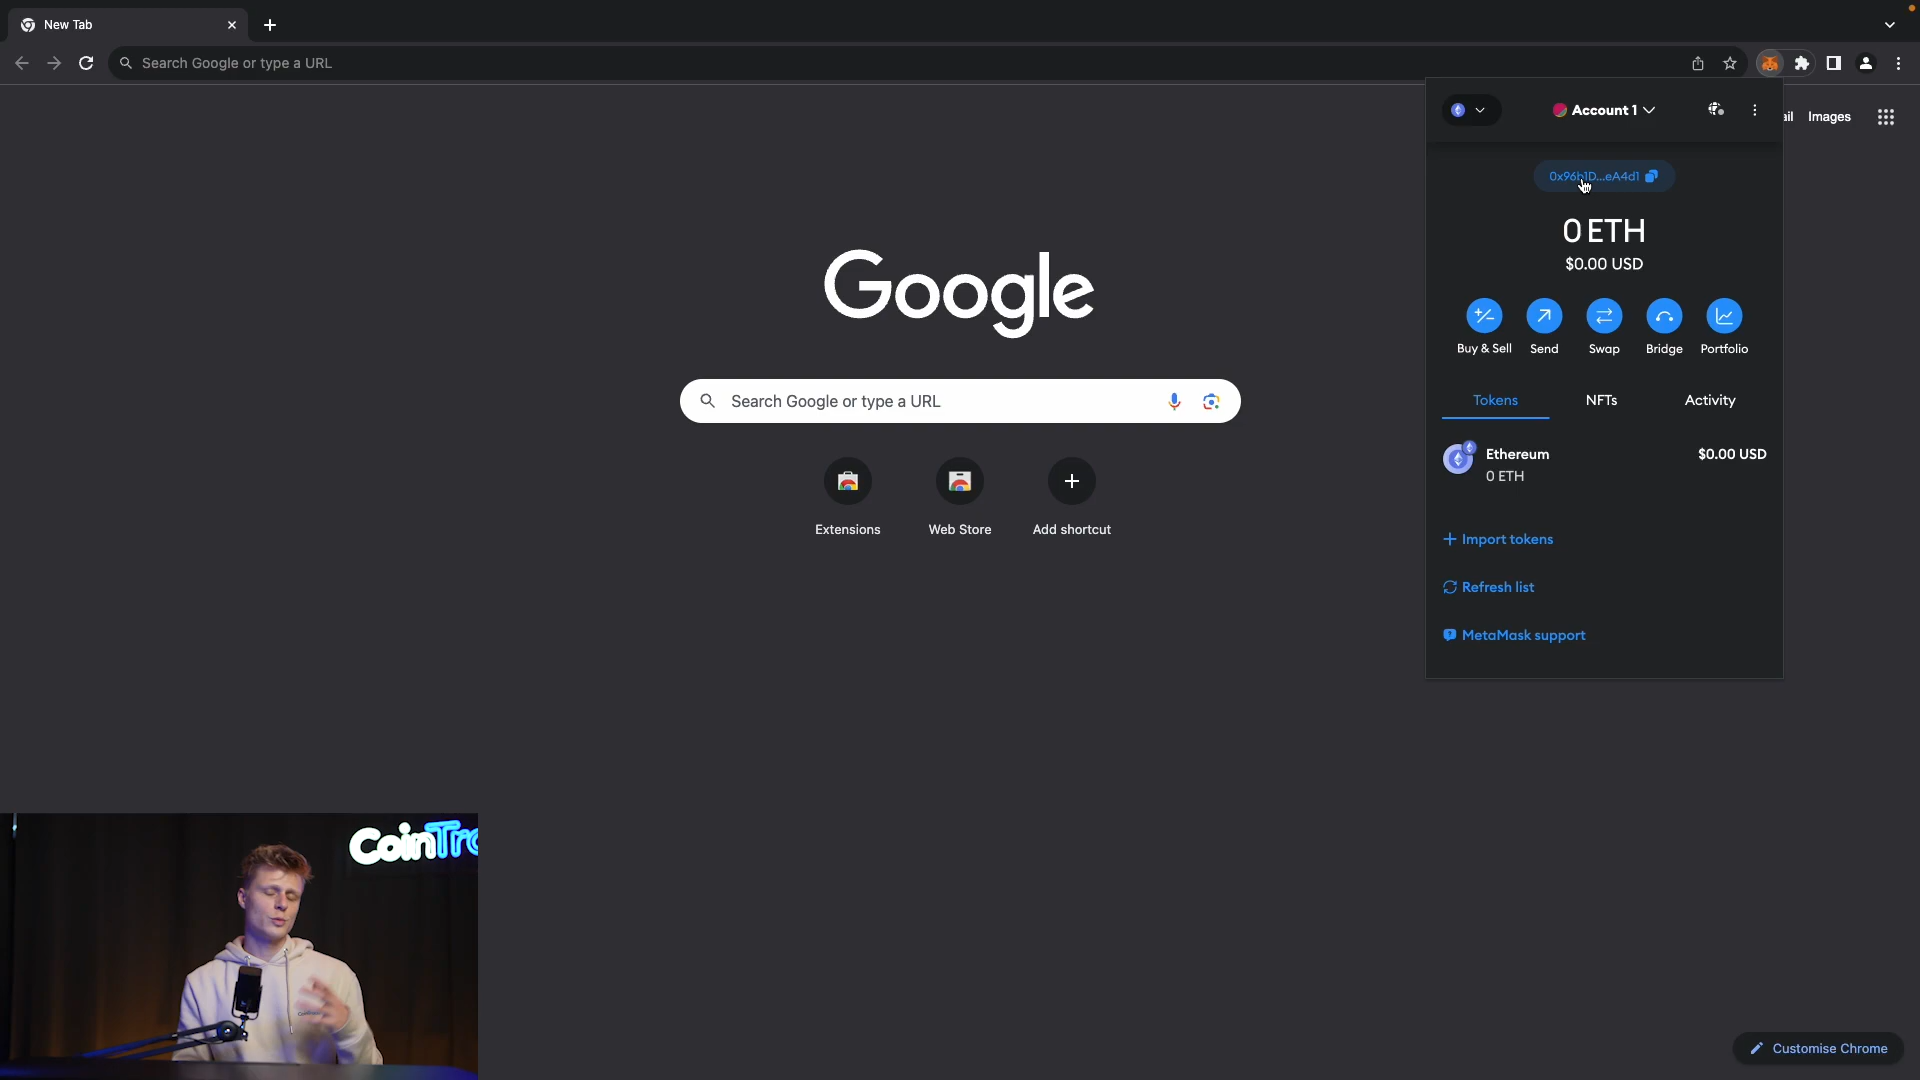 New Tab
Search Google or type a URL
Account 1
ail
Images
0x96b1D...eA4d1
0 ETH
$0.00 USD
Buy & Sell
Send
Swap
Bridge
Portfolio
Tokens
NFTs
Activity
Ethereum
$0.00 USD
0 ETH
Import tokens
Refresh list
MetaMask support
Google
Search Google or type a URL
Extensions
Web Store
Add shortcut
CoinTr
Customise Chrome